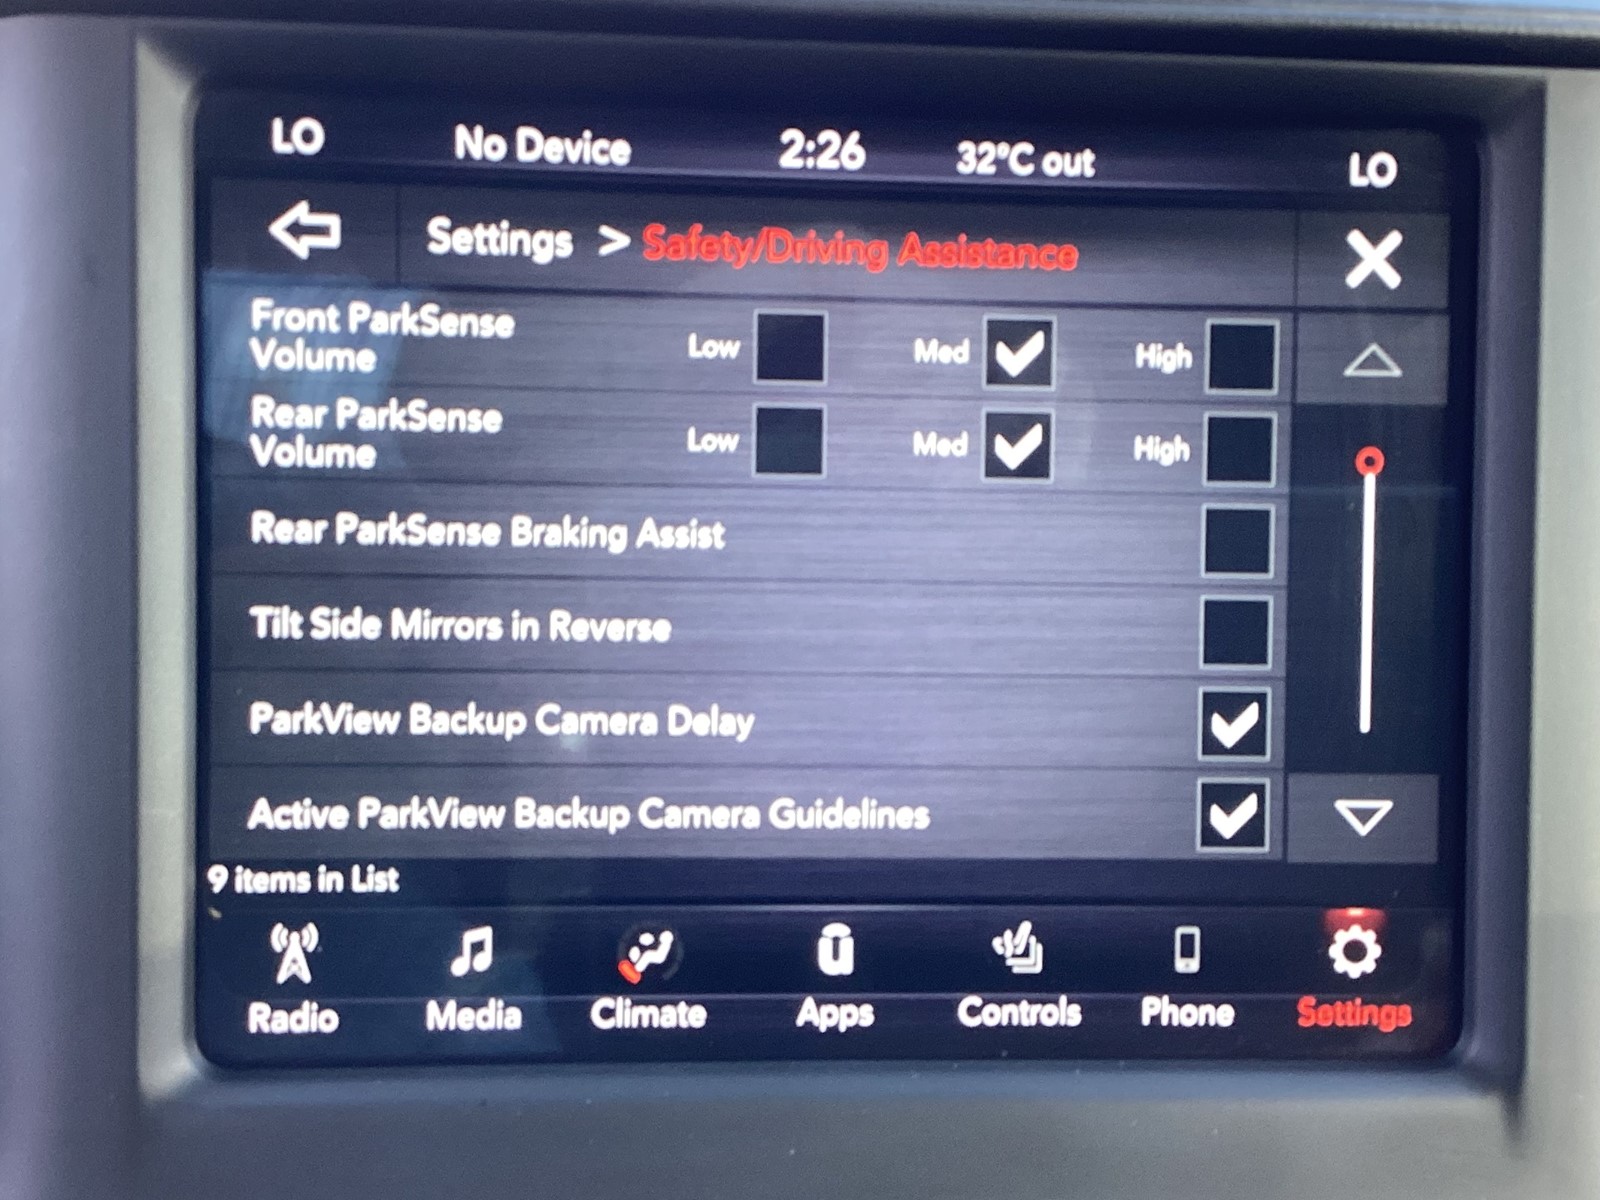 LO No Device 2:26 32°C out LO
Settings > Safety/Driving Assistance
Front ParkSense
Volume
Low Med High
Rear ParkSense
Volume
Low Med High
Rear ParkSense Braking Assist
Tilt Side Mirrors in Reverse
ParkView Backup Camera Delay
Active ParkView Backup Camera Guidelines
9 items in List
Radio Media Climate Apps Controls Phone Settings